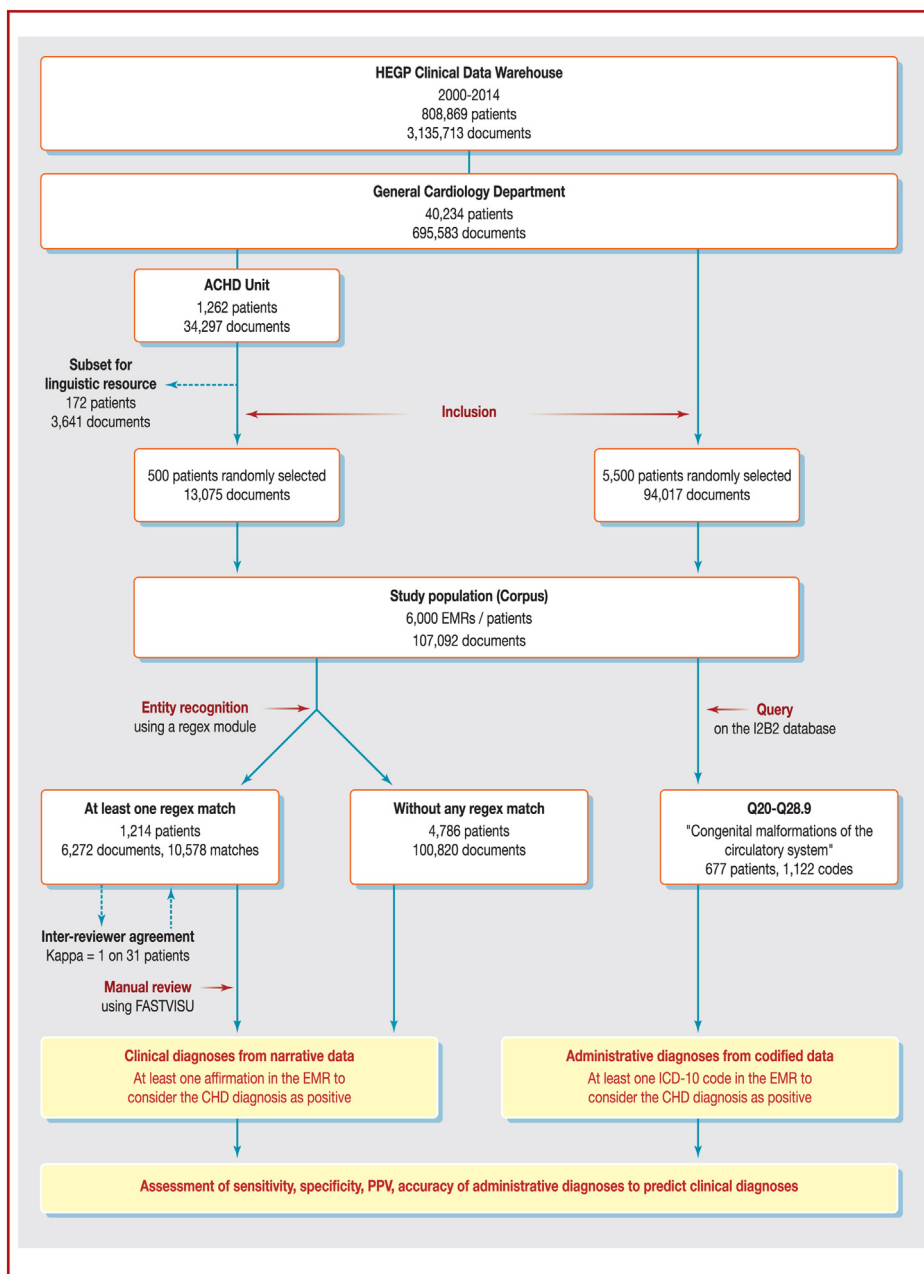 HEGP Clinical Data Warehouse
2000-2014
808,869 patients
3,135,713 documents
General Cardiology Department
40,234 patients
695,583 documents
ACHD Unit
1,262 patients
34,297 documents
Subset for
linguistic resource
172 patients
3,641 documents
Inclusion
500 patients randomly selected
13,075 documents
5,500 patients randomly selected
94,017 documents
Study population (Corpus)
6,000 EMRs / patients
107,092 documents
Entity recognition
using a regex module
Query
on the I2B2 database
At least one regex match
1,214 patients
6,272 documents, 10,578 matches
Without any regex match
4,786 patients
100,820 documents
Q20-Q28.9
"Congenital malformations of the
circulatory system"
677 patients, 1,122 codes
Inter-reviewer agreement
Kappa = 1 on 31 patients
Manual review
using FASTVISU
Clinical diagnoses from narrative data
At least one affirmation in the EMR to
consider the CHD diagnosis as positive
Administrative diagnoses from codified data
At least one ICD-10 code in the EMR to
consider the CHD diagnosis as positive
Assessment of sensitivity, specificity, PPV, accuracy of administrative diagnoses to predict clinical diagnoses